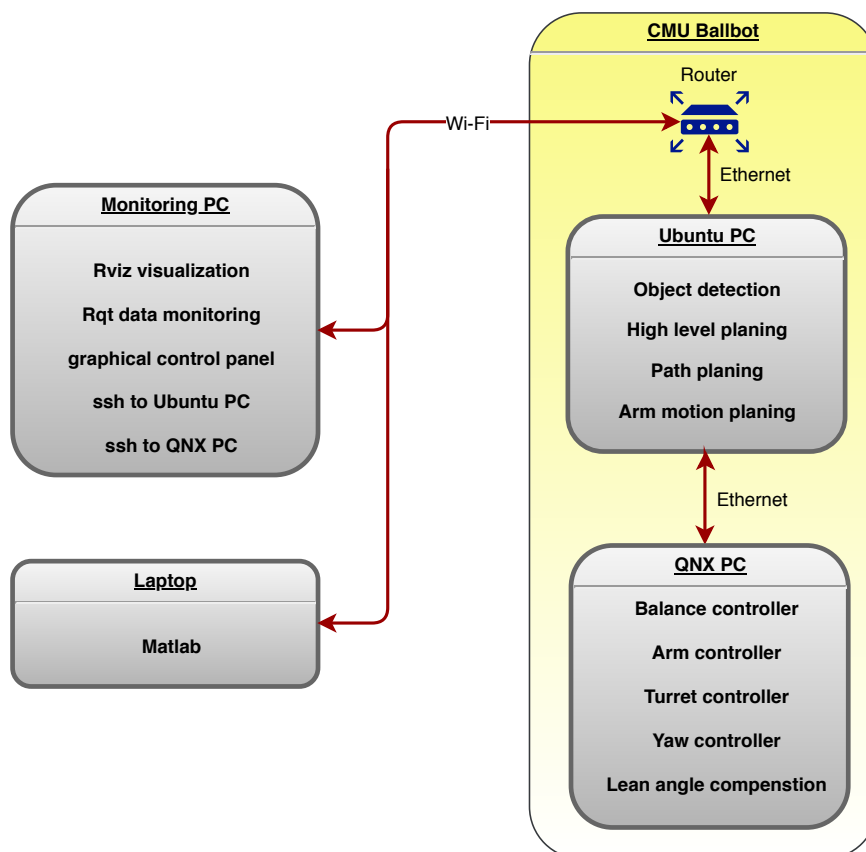 CMU Ballbot
Router
Wi-Fi
Ethernet
Monitoring PC
Rviz visualization
Rqt data monitoring
graphical control panel
ssh to Ubuntu PC
ssh to QNX PC
Ubuntu PC
Object detection
High level planing
Path planing
Arm motion planing
Ethernet
Laptop
Matlab
QNX PC
Balance controller
Arm controller
Turret controller
Yaw controller
Lean angle compenstion